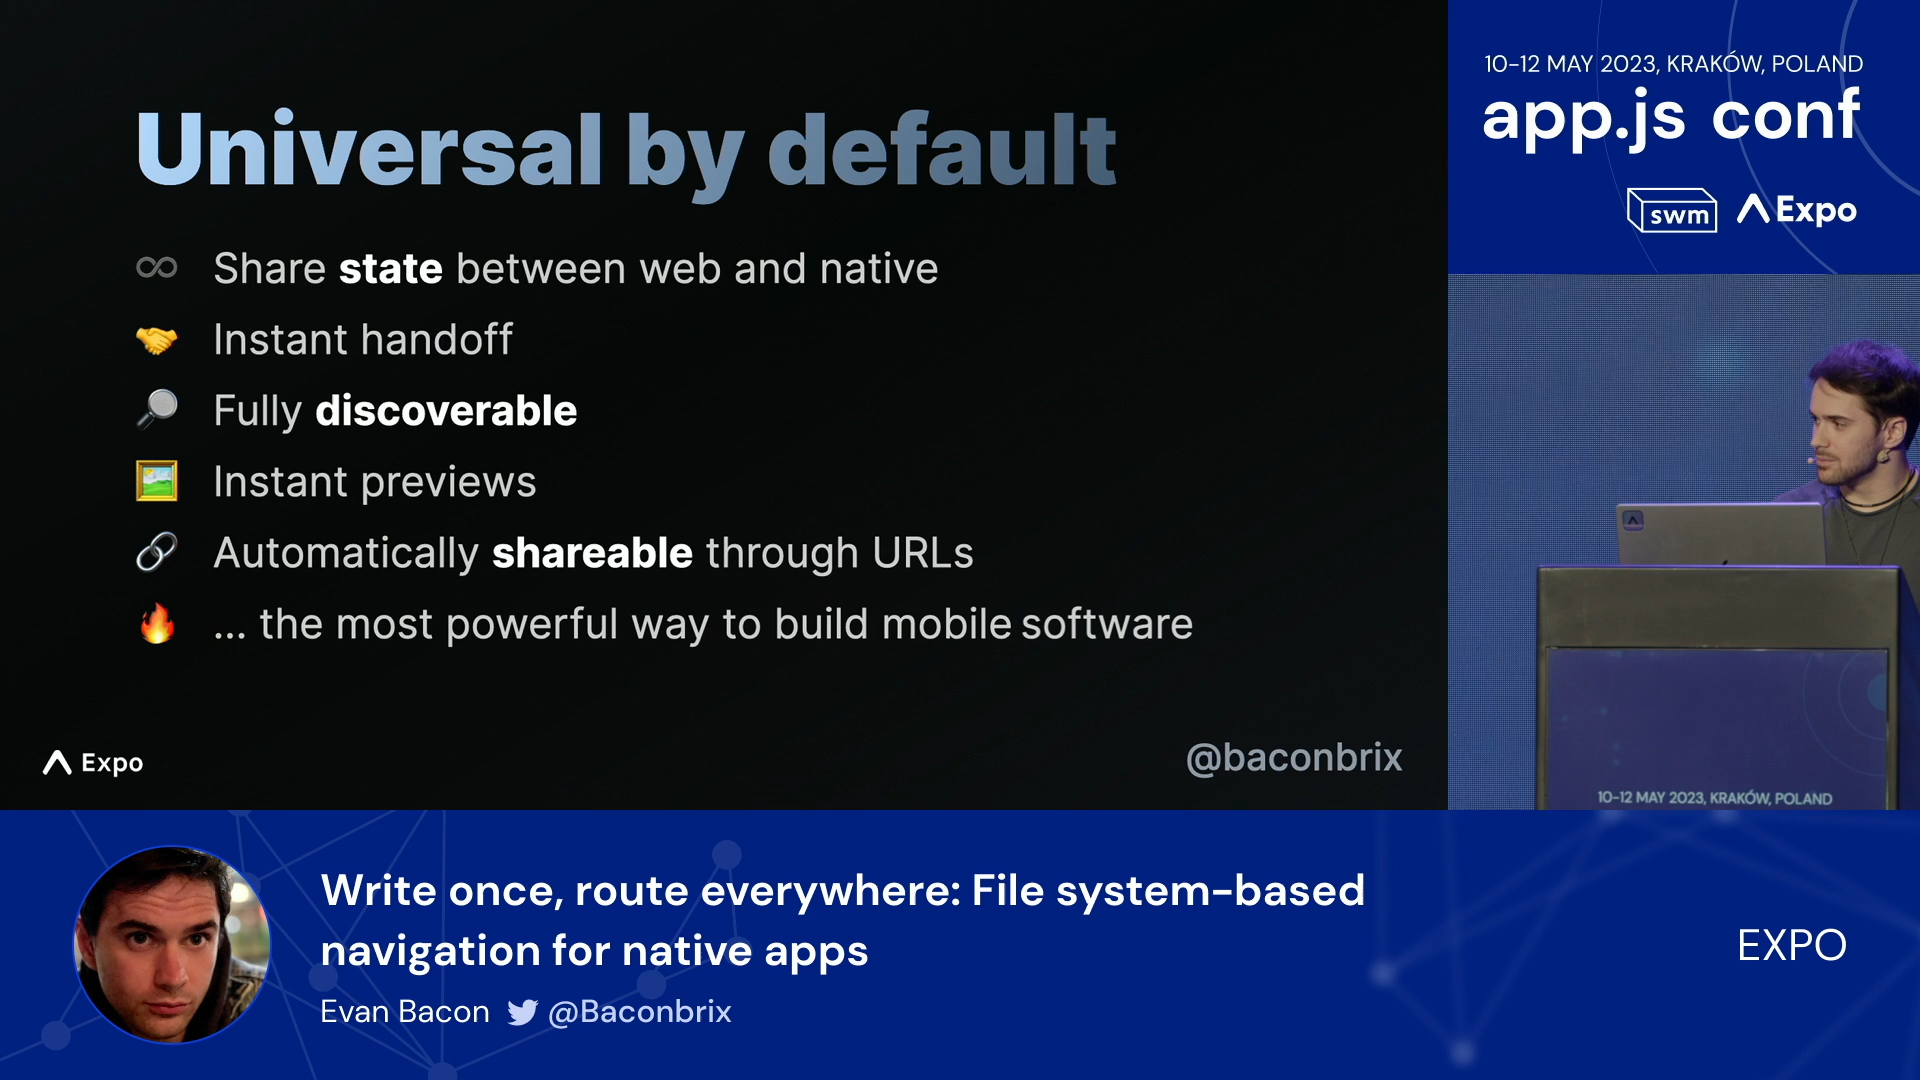 Universal by default
Share state between web and native
Instant handoff
Fully discoverable
Instant previews
Automatically shareable through URLs
... the most powerful way to build mobile software
Expo
@baconbrix
10-12 MAY 2023, KRAKÓW, POLAND
app.js conf
swm Expo
10-12 MAY 2023, KRAKÓW, POLAND
Write once, route everywhere: File system-based
navigation for native apps
Evan Bacon @Baconbrix
EXPO